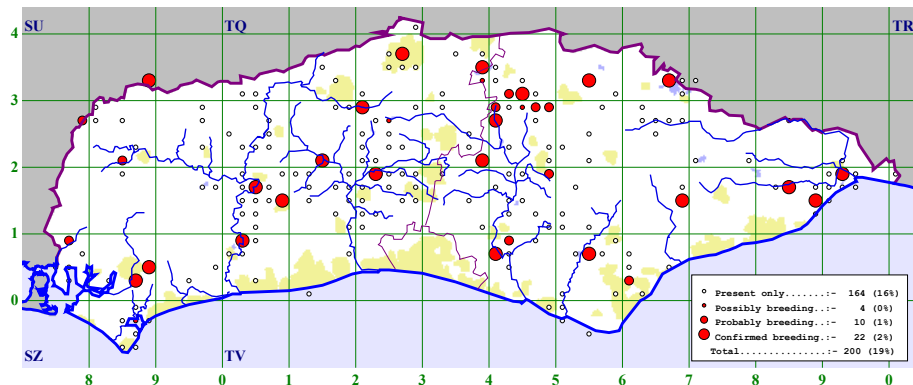 SU TQ TR
4
3
2
1
0
SZ TV
8 9 0 1 2 3 4 5 6 7 8 9 0
Present only.......:- 164 (16%)
Possibly breeding..:- 4 (0%)
Probably breeding..:- 10 (1%)
Confirmed breeding.:- 22 (2%)
Total...............:- 200 (19%)